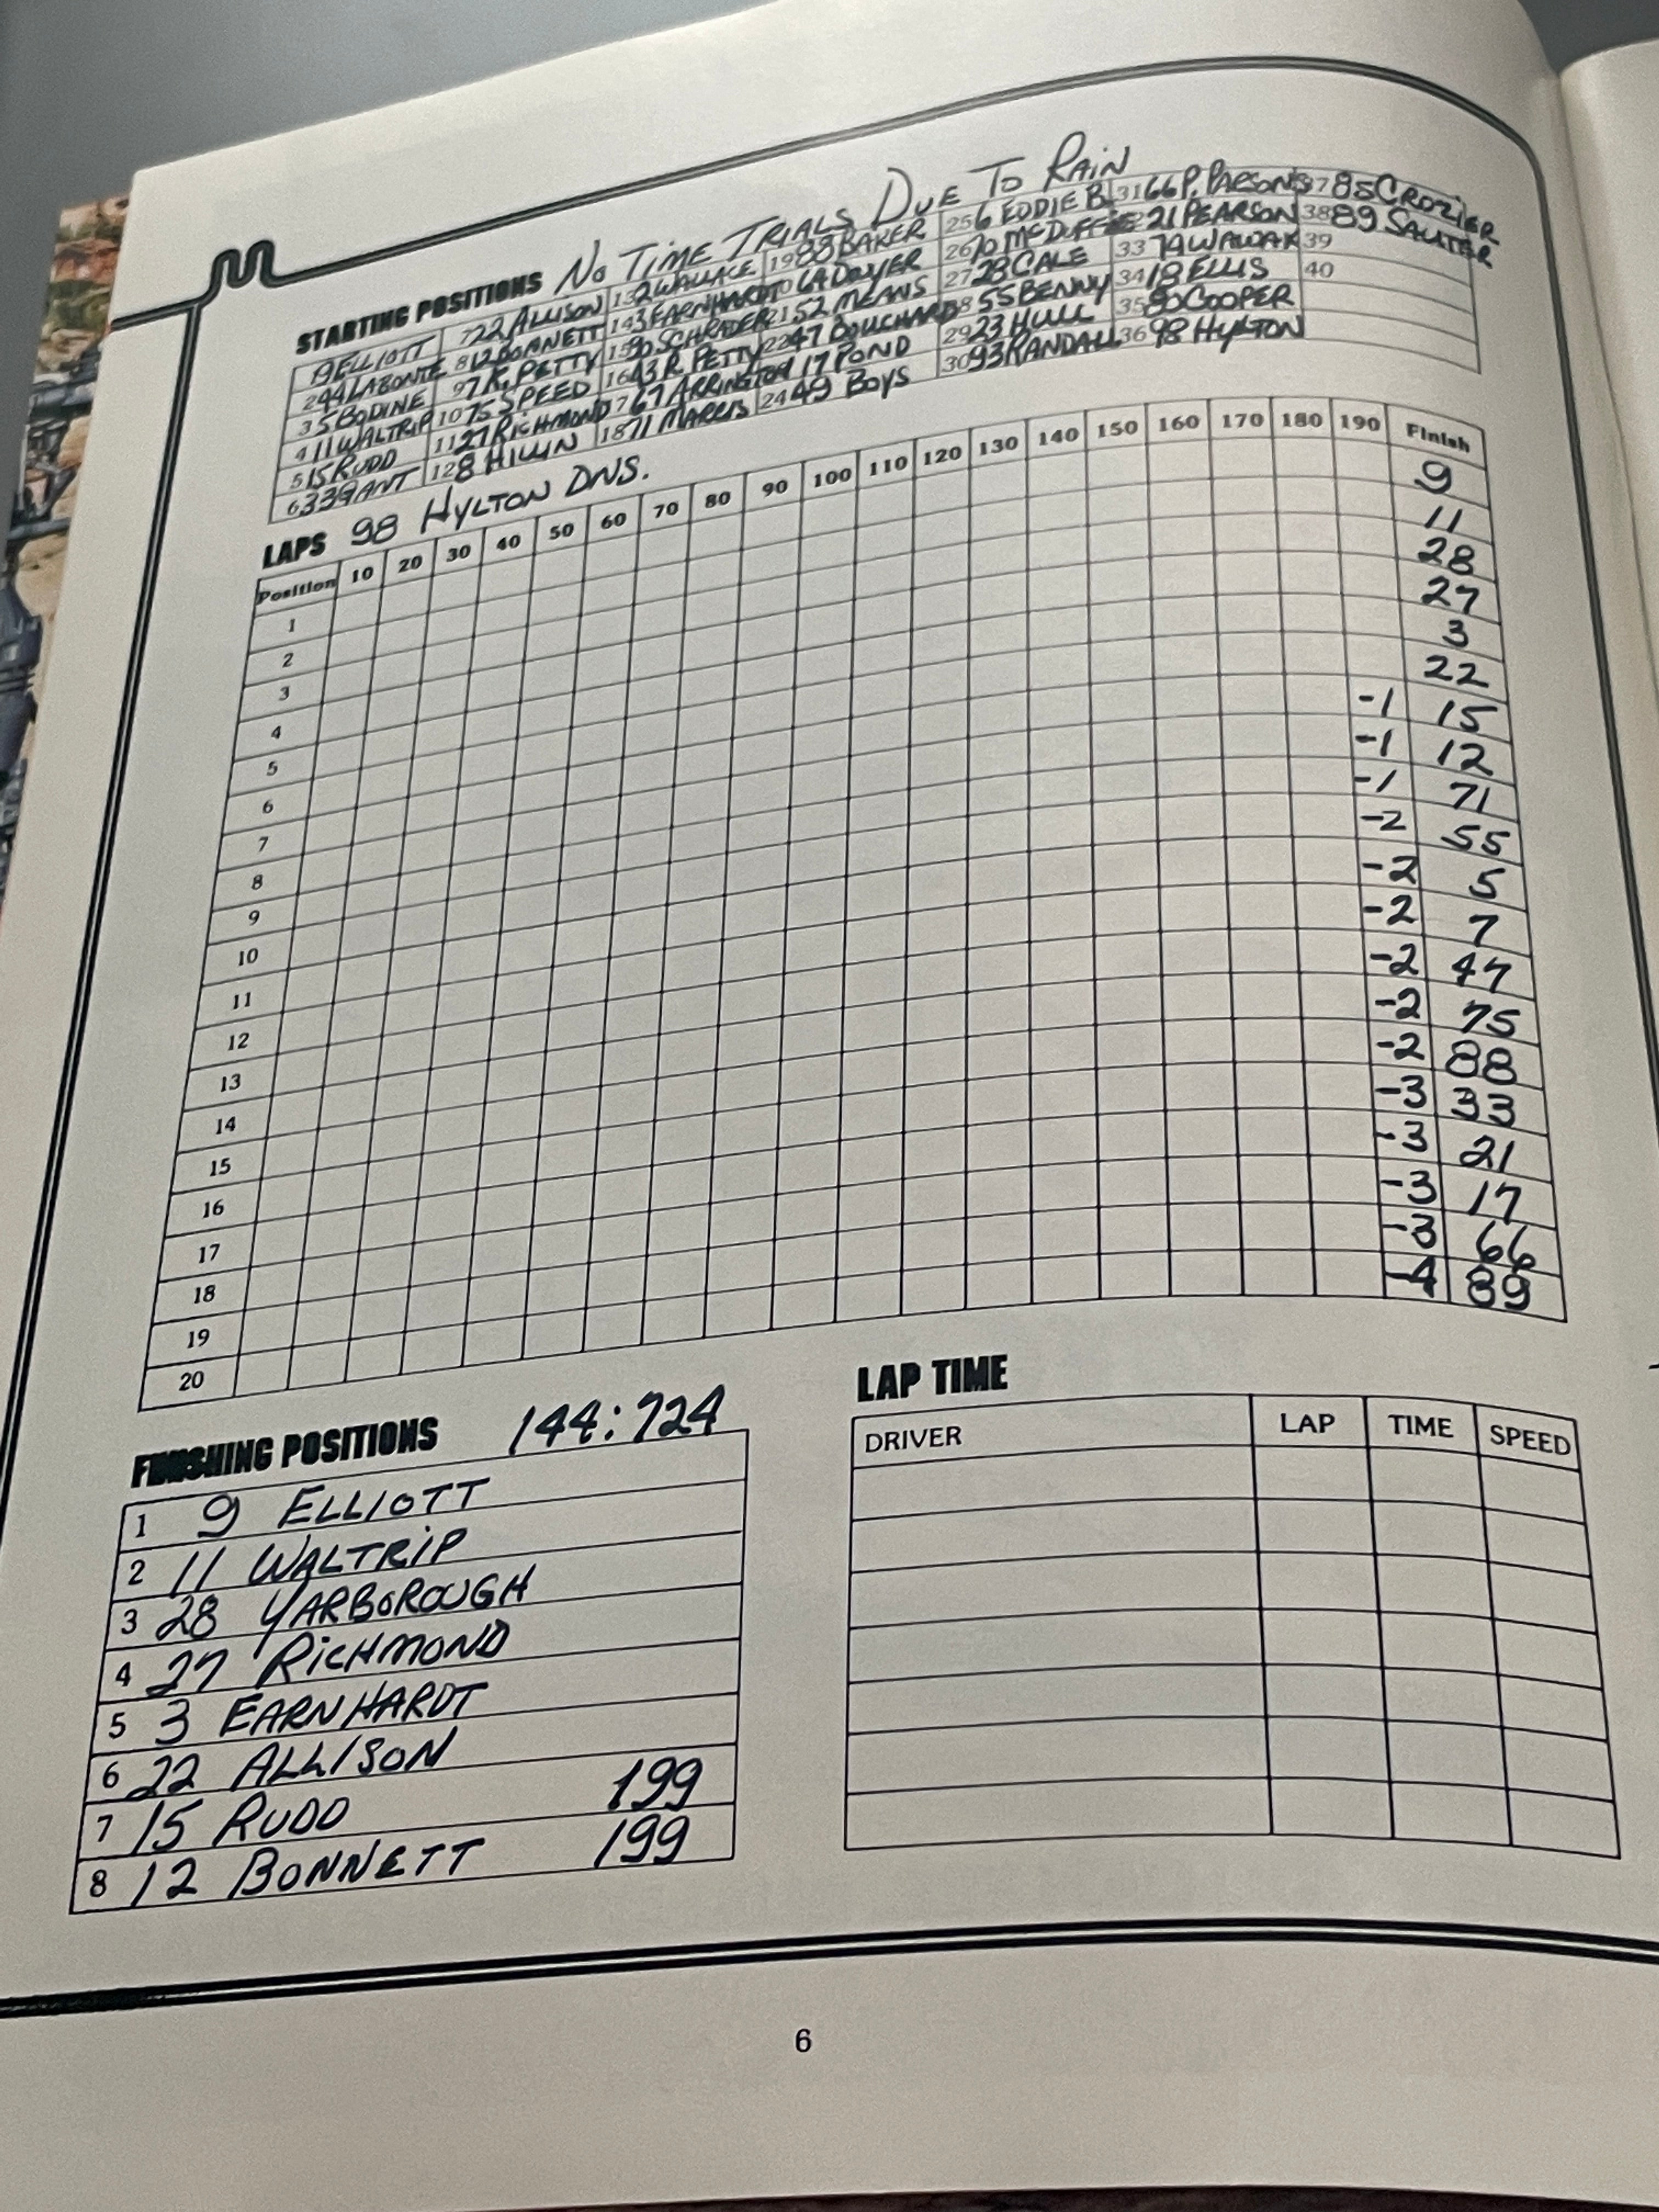 STARTING POSITIONS No Time Trials Due To Rain
1 9 Elliott 7 22 Allison 13 2 Wallace 19 88 Baker 25 6 Eddie B. 31 66 P. Parsons 37 85 Crozier
2 44 Labonte 8 12 Bonnett 14 3 Earnhardt 20 64 26 70 McDuffie 21 Pearson 38 89 Sauter
3 5 Bodine 9 7 K. Petty 15 90 Schrader 21 52 Means 27 28 Cale 33 74 Wawak 39
4 11 Waltrip 10 75 Speed 16 43 R. Petty 22 47 Bouchard 28 55 Benny 34 18 Ellis 40
5 15 Rudd 11 27 Richmond 17 67 Arrington 17 Pond 29 23 Hull 35 80 Cooper
6 33 Gant 12 8 Hillin 18 71 Marcis 24 49 Boys 30 93 Randall 36 98 Hylton
LAPS 98 Hylton DNS.
Position 10 20 30 40 50 60 70 80 90 100 110 120 130 140 150 160 170 180 190 Finish
1 9
2 11
3 28
4 27
5 3
6 22
7 -1 15
8 -1 12
9 -1 71
10 -2 55
11 -2 5
12 -2 7
13 -2 47
14 -2 75
15 -2 88
16 -3 33
17 -3 21
18 -3 17
19 -3 66
20 -4 89
FINISHING POSITIONS 144:724
1 9 Elliott
2 11 Waltrip
3 28 Yarborough
4 27 Richmond
5 3 Earnhardt
6 22 Allison
7 15 Rudd 199
8 12 Bonnett 199
LAP TIME
DRIVER LAP TIME SPEED
6